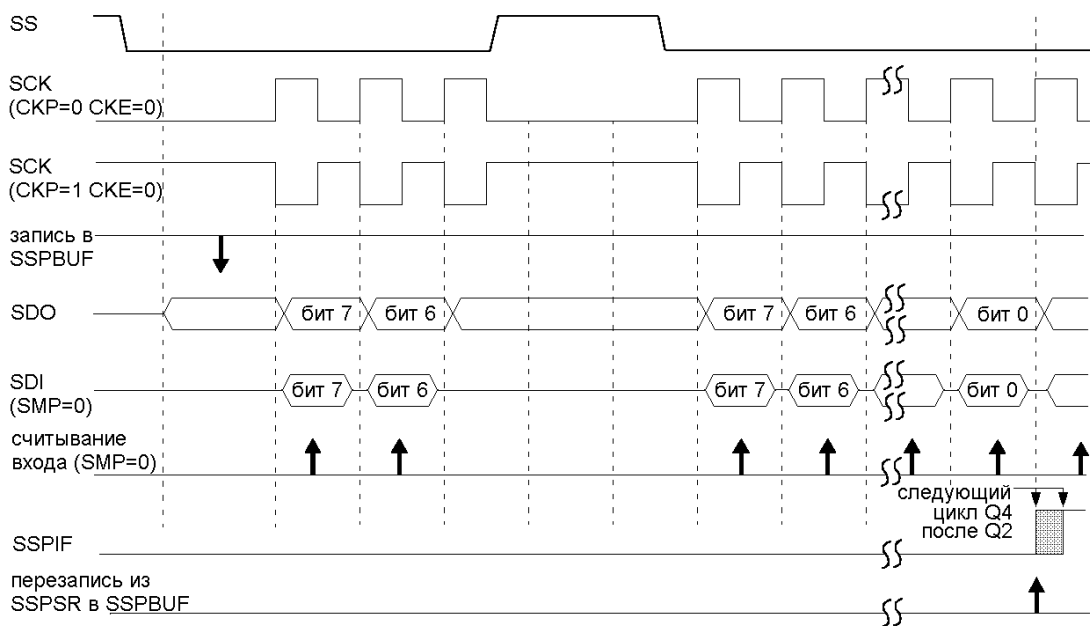 SS
SCK
(CKP=0 CKE=0)
SCK
(CKP=1 CKE=0)
запись в
SSPBUF
SDO
бит 7 бит 6 бит 7 бит 6 бит 0
SDI
(SMP=0)
бит 7 бит 6 бит 7 бит 6 бит 0
считывание
входа (SMP=0)
следующий
цикл Q4
после Q2
SSPIF
перезапись из
SSPSR в SSPBUF